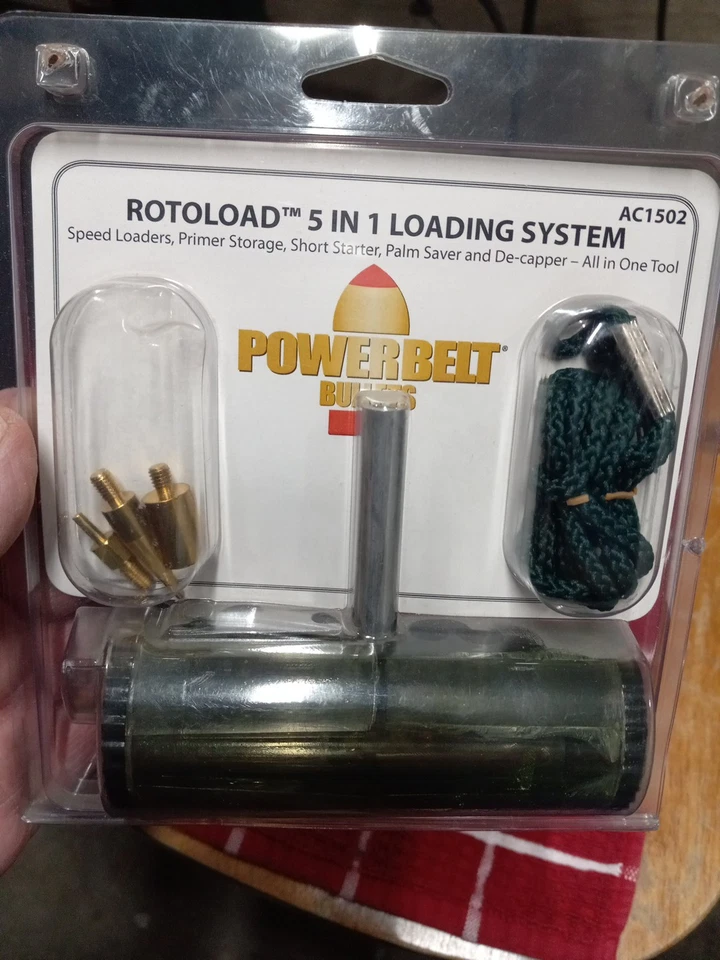 ROTOLOAD™ 5 IN 1 LOADING SYSTEM
AC1502
Speed Loaders, Primer Storage, Short Starter, Palm Saver and De-capper – All in One Tool
POWERBELT®
BULLETS